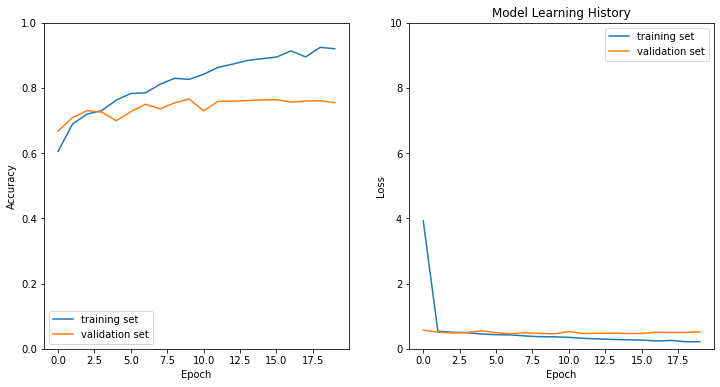 Model Learning History
1.0
0.8
0.6
0.4
0.2
0.0
Accuracy
training set
validation set
0.0 2.5 5.0 7.5 10.0 12.5 15.0 17.5
Epoch
10
8
6
4
2
0
Loss
training set
validation set
0.0 2.5 5.0 7.5 10.0 12.5 15.0 17.5
Epoch